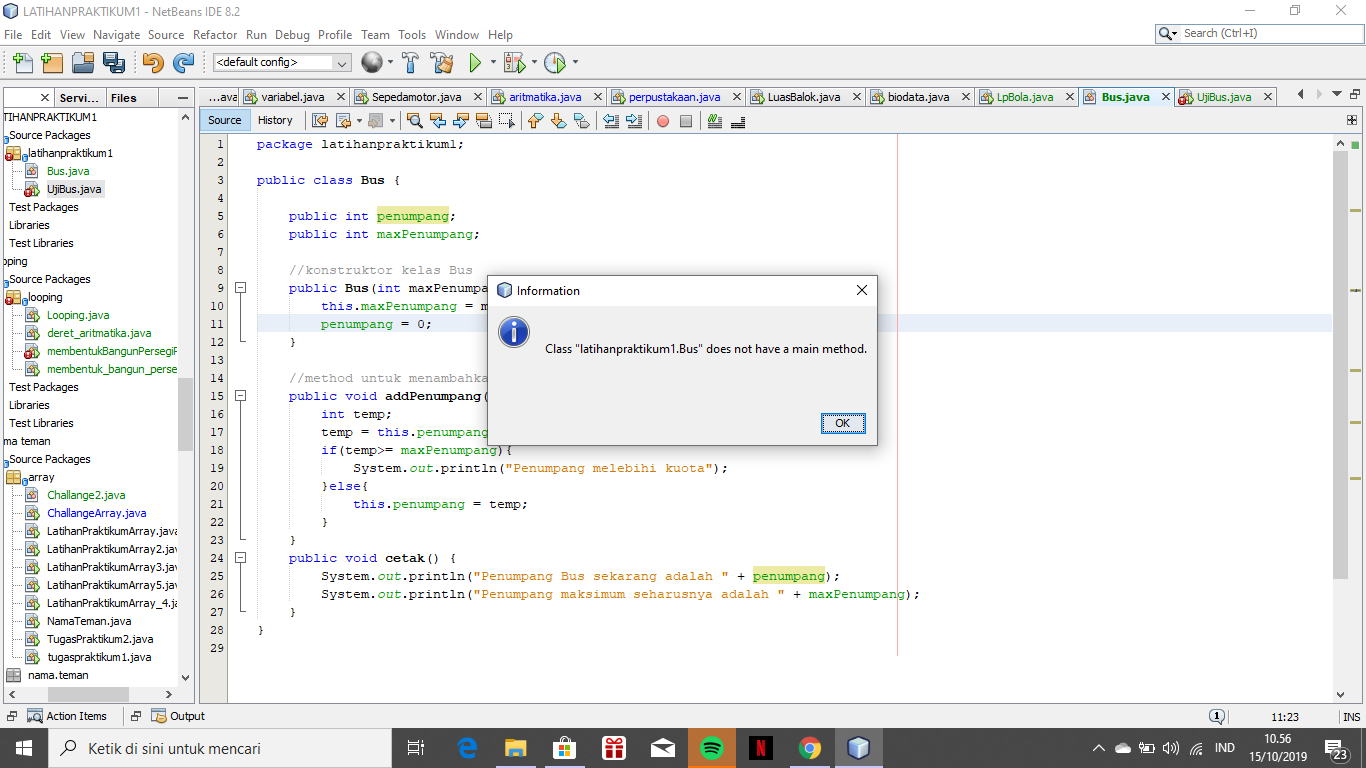 LATIHANPRAKTIKUM1 - NetBeans IDE 8.2
File Edit View Navigate Source Refactor Run Debug Profile Team Tools Window Help
Search (Ctrl+I)
<default config>
Servi... Files
...ava variabel.java Sepedamotor.java aritmatika.java perpustakaan.java LuasBalok.java biodata.java LpBola.java Bus.java UjiBus.java
Source History
TIHANPRAKTIKUM1
Source Packages
latihanpraktikum1
Bus.java
UjiBus.java
Test Packages
Libraries
Test Libraries
oping
Source Packages
looping
Looping.java
deret_aritmatika.java
membentukBangunPersegiP
membentuk_bangun_perse
Test Packages
Libraries
Test Libraries
ma teman
Source Packages
array
Challange2.java
ChallangeArray.java
LatihanPraktikumArray.java
LatihanPraktikumArray2.jav
LatihanPraktikumArray3.jav
LatihanPraktikumArray5.jav
LatihanPraktikumArray_4.ja
NamaTeman.java
TugasPraktikum2.java
tugaspraktikum1.java
nama.teman
1 package latihanpraktikum1;
2
3 public class Bus {
4
5 public int penumpang;
6 public int maxPenumpang;
7
8 //konstruktor kelas Bus
9 public Bus(int maxPenumpa
10 this.maxPenumpang = m
11 penumpang = 0;
12 }
13
14 //method untuk menambahka
15 public void addPenumpang(
16 int temp;
17 temp = this.penumpang
18 if(temp>= maxPenumpang){
19 System.out.println("Penumpang melebihi kuota");
20 }else{
21 this.penumpang = temp;
22 }
23 }
24 public void cetak() {
25 System.out.println("Penumpang Bus sekarang adalah " + penumpang);
26 System.out.println("Penumpang maksimum seharusnya adalah " + maxPenumpang);
27 }
28 }
29
Information
Class "latihanpraktikum1.Bus" does not have a main method.
OK
Action Items Output
1 11:23 INS
Ketik di sini untuk mencari
IND
10.56
15/10/2019
23